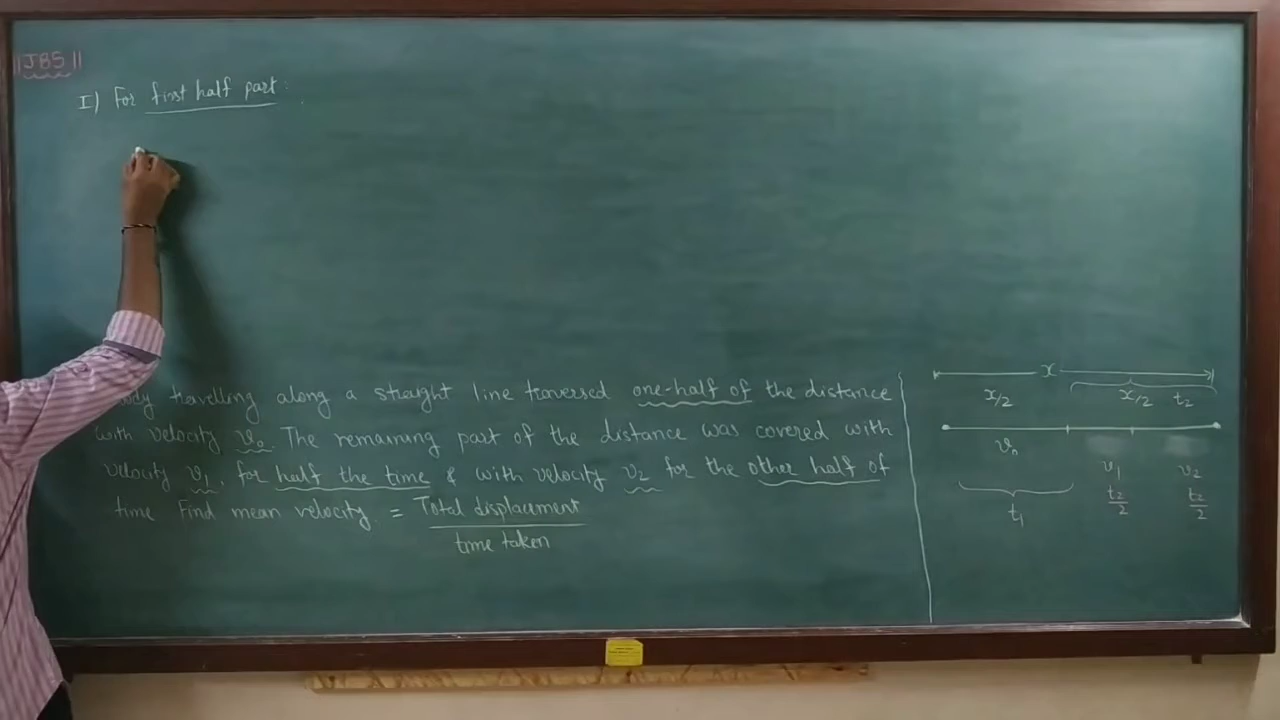 ||JBS||
I) For first half part:
travelling along a straight line traversed one-half of the distance
with velocity v₀. The remaining part of the distance was covered with
velocity v₁, for half the time & with velocity v₂ for the other half of
time Find mean velocity. = Total displacement
time taken
x
x/2 x/2 t₂
v₀
v₁ v₂
t₂/2 t₂/2
t₁